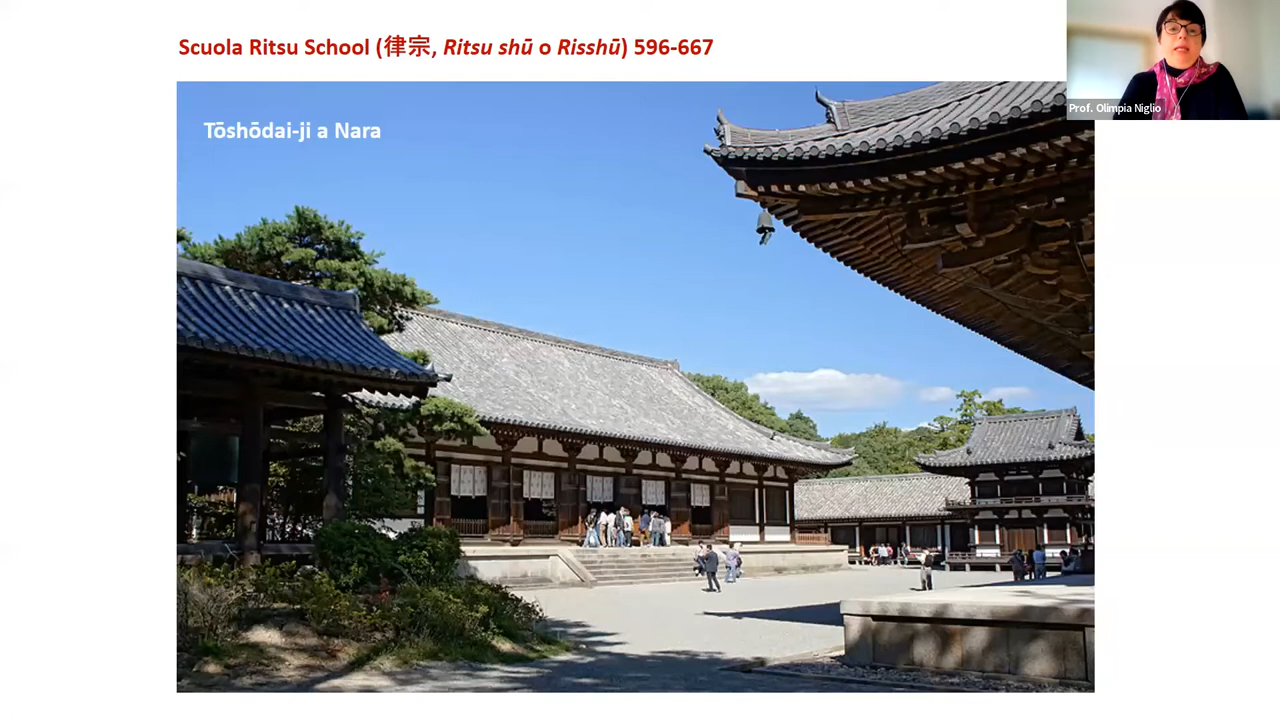 Scuola Ritsu School (律宗, Ritsu shū o Risshū) 596-667
Prof. Olimpia Niglio
Tōshōdai-ji a Nara